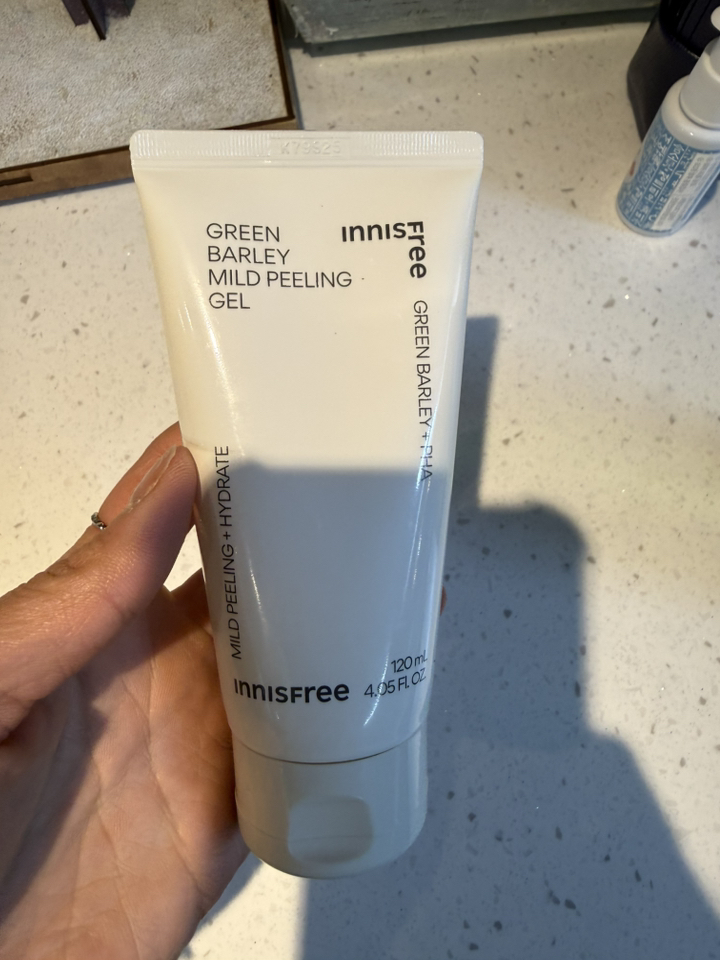 K79925
GREEN
BARLEY
MILD PEELING
GEL
innisFree
GREEN BARLEY + PHA
MILD PEELING + HYDRATE
120 mL
innisFree
4.05 Fl. OZ.